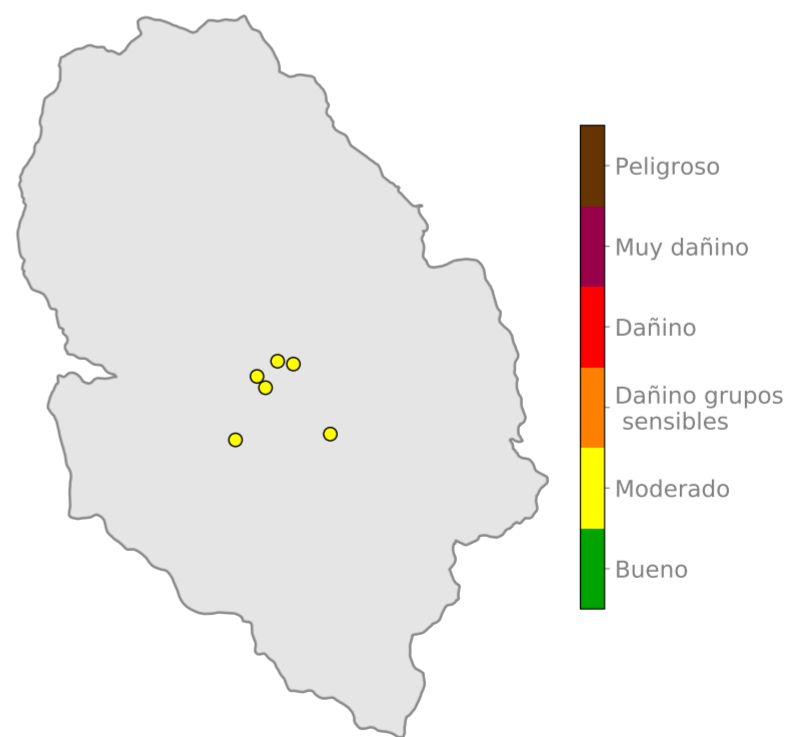 Peligroso
Muy dañino
Dañino
Dañino grupos
sensibles
Moderado
Bueno